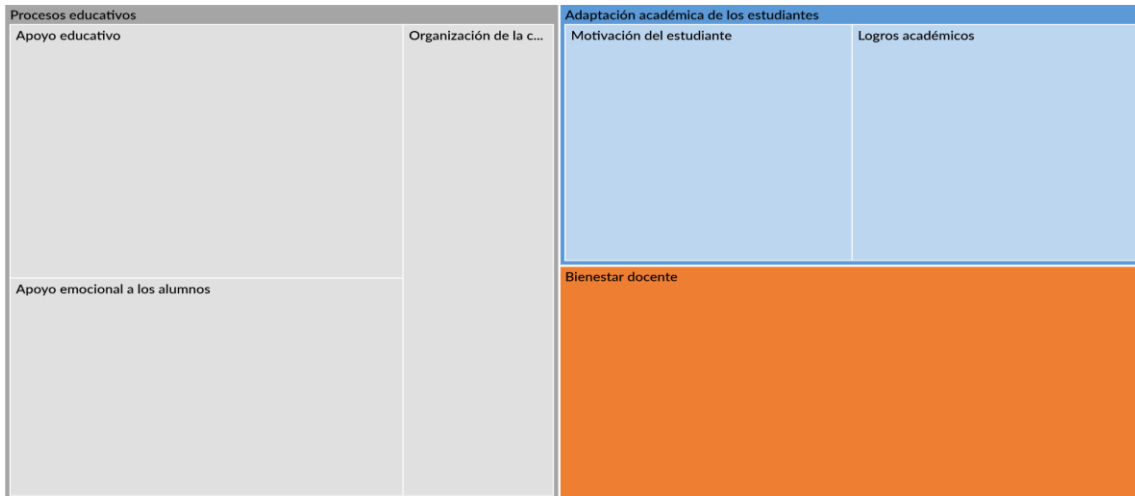 Procesos educativos
Apoyo educativo
Organización de la c...
Apoyo emocional a los alumnos
Adaptación académica de los estudiantes
Motivación del estudiante
Logros académicos
Bienestar docente